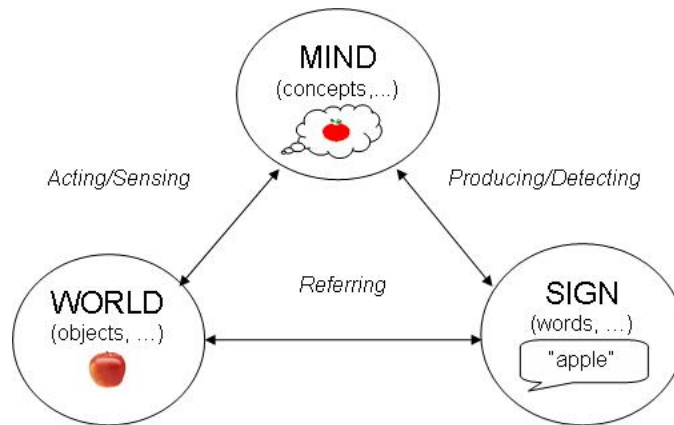 MIND
(concepts,...)
Acting/Sensing
Producing/Detecting
Referring
WORLD
(objects, ...)
SIGN
(words, ...)
"apple"